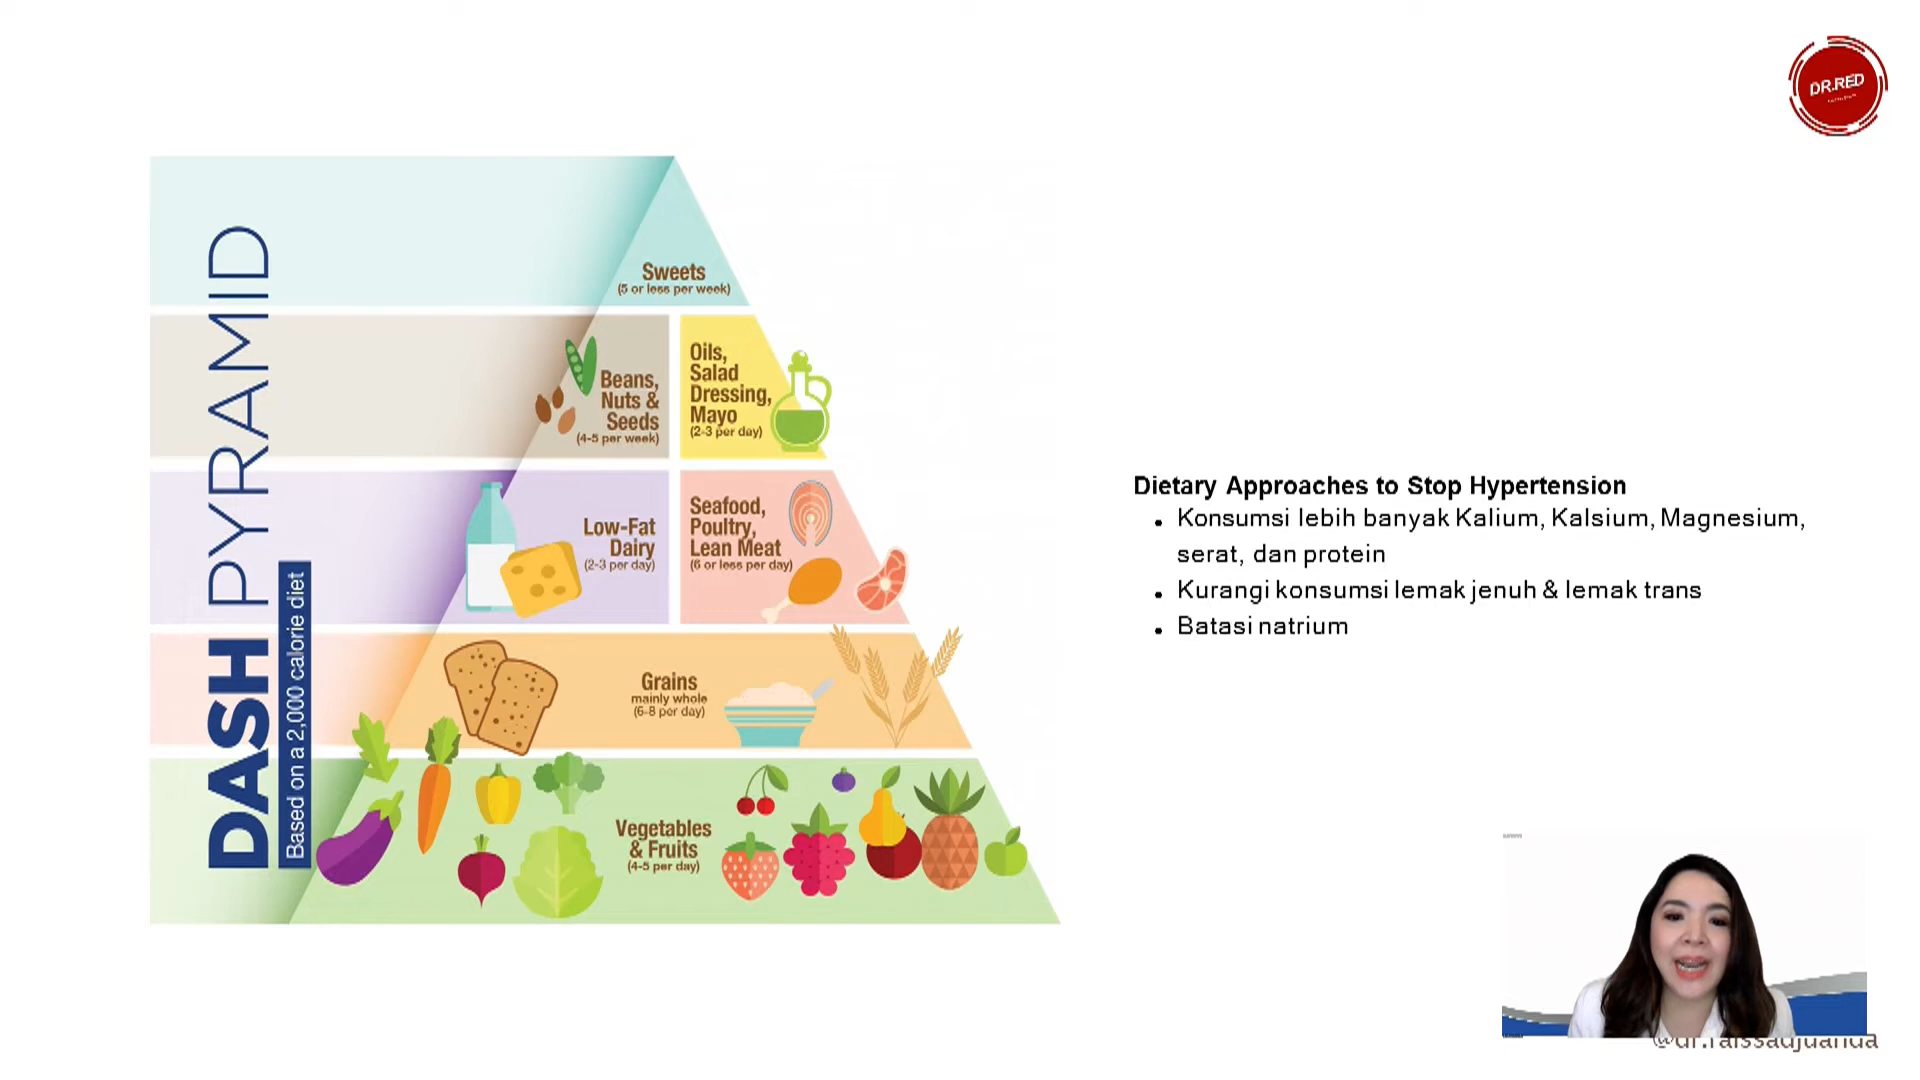 DR.RED
DASH PYRAMID
Based on a 2,000 calorie diet
Sweets
(5 or less per week)
Beans,
Nuts &
Seeds
(4-5 per week)
Oils,
Salad
Dressing,
Mayo
(2-3 per day)
Low-Fat
Dairy
(2-3 per day)
Seafood,
Poultry,
Lean Meat
(6 or less per day)
Grains
mainly whole
(6-8 per day)
Vegetables
& Fruits
(4-5 per day)
Dietary Approaches to Stop Hypertension
• Konsumsi lebih banyak Kalium, Kalsium, Magnesium,
serat, dan protein
• Kurangi konsumsi lemak jenuh & lemak trans
• Batasi natrium
@dr.raissadjuanda